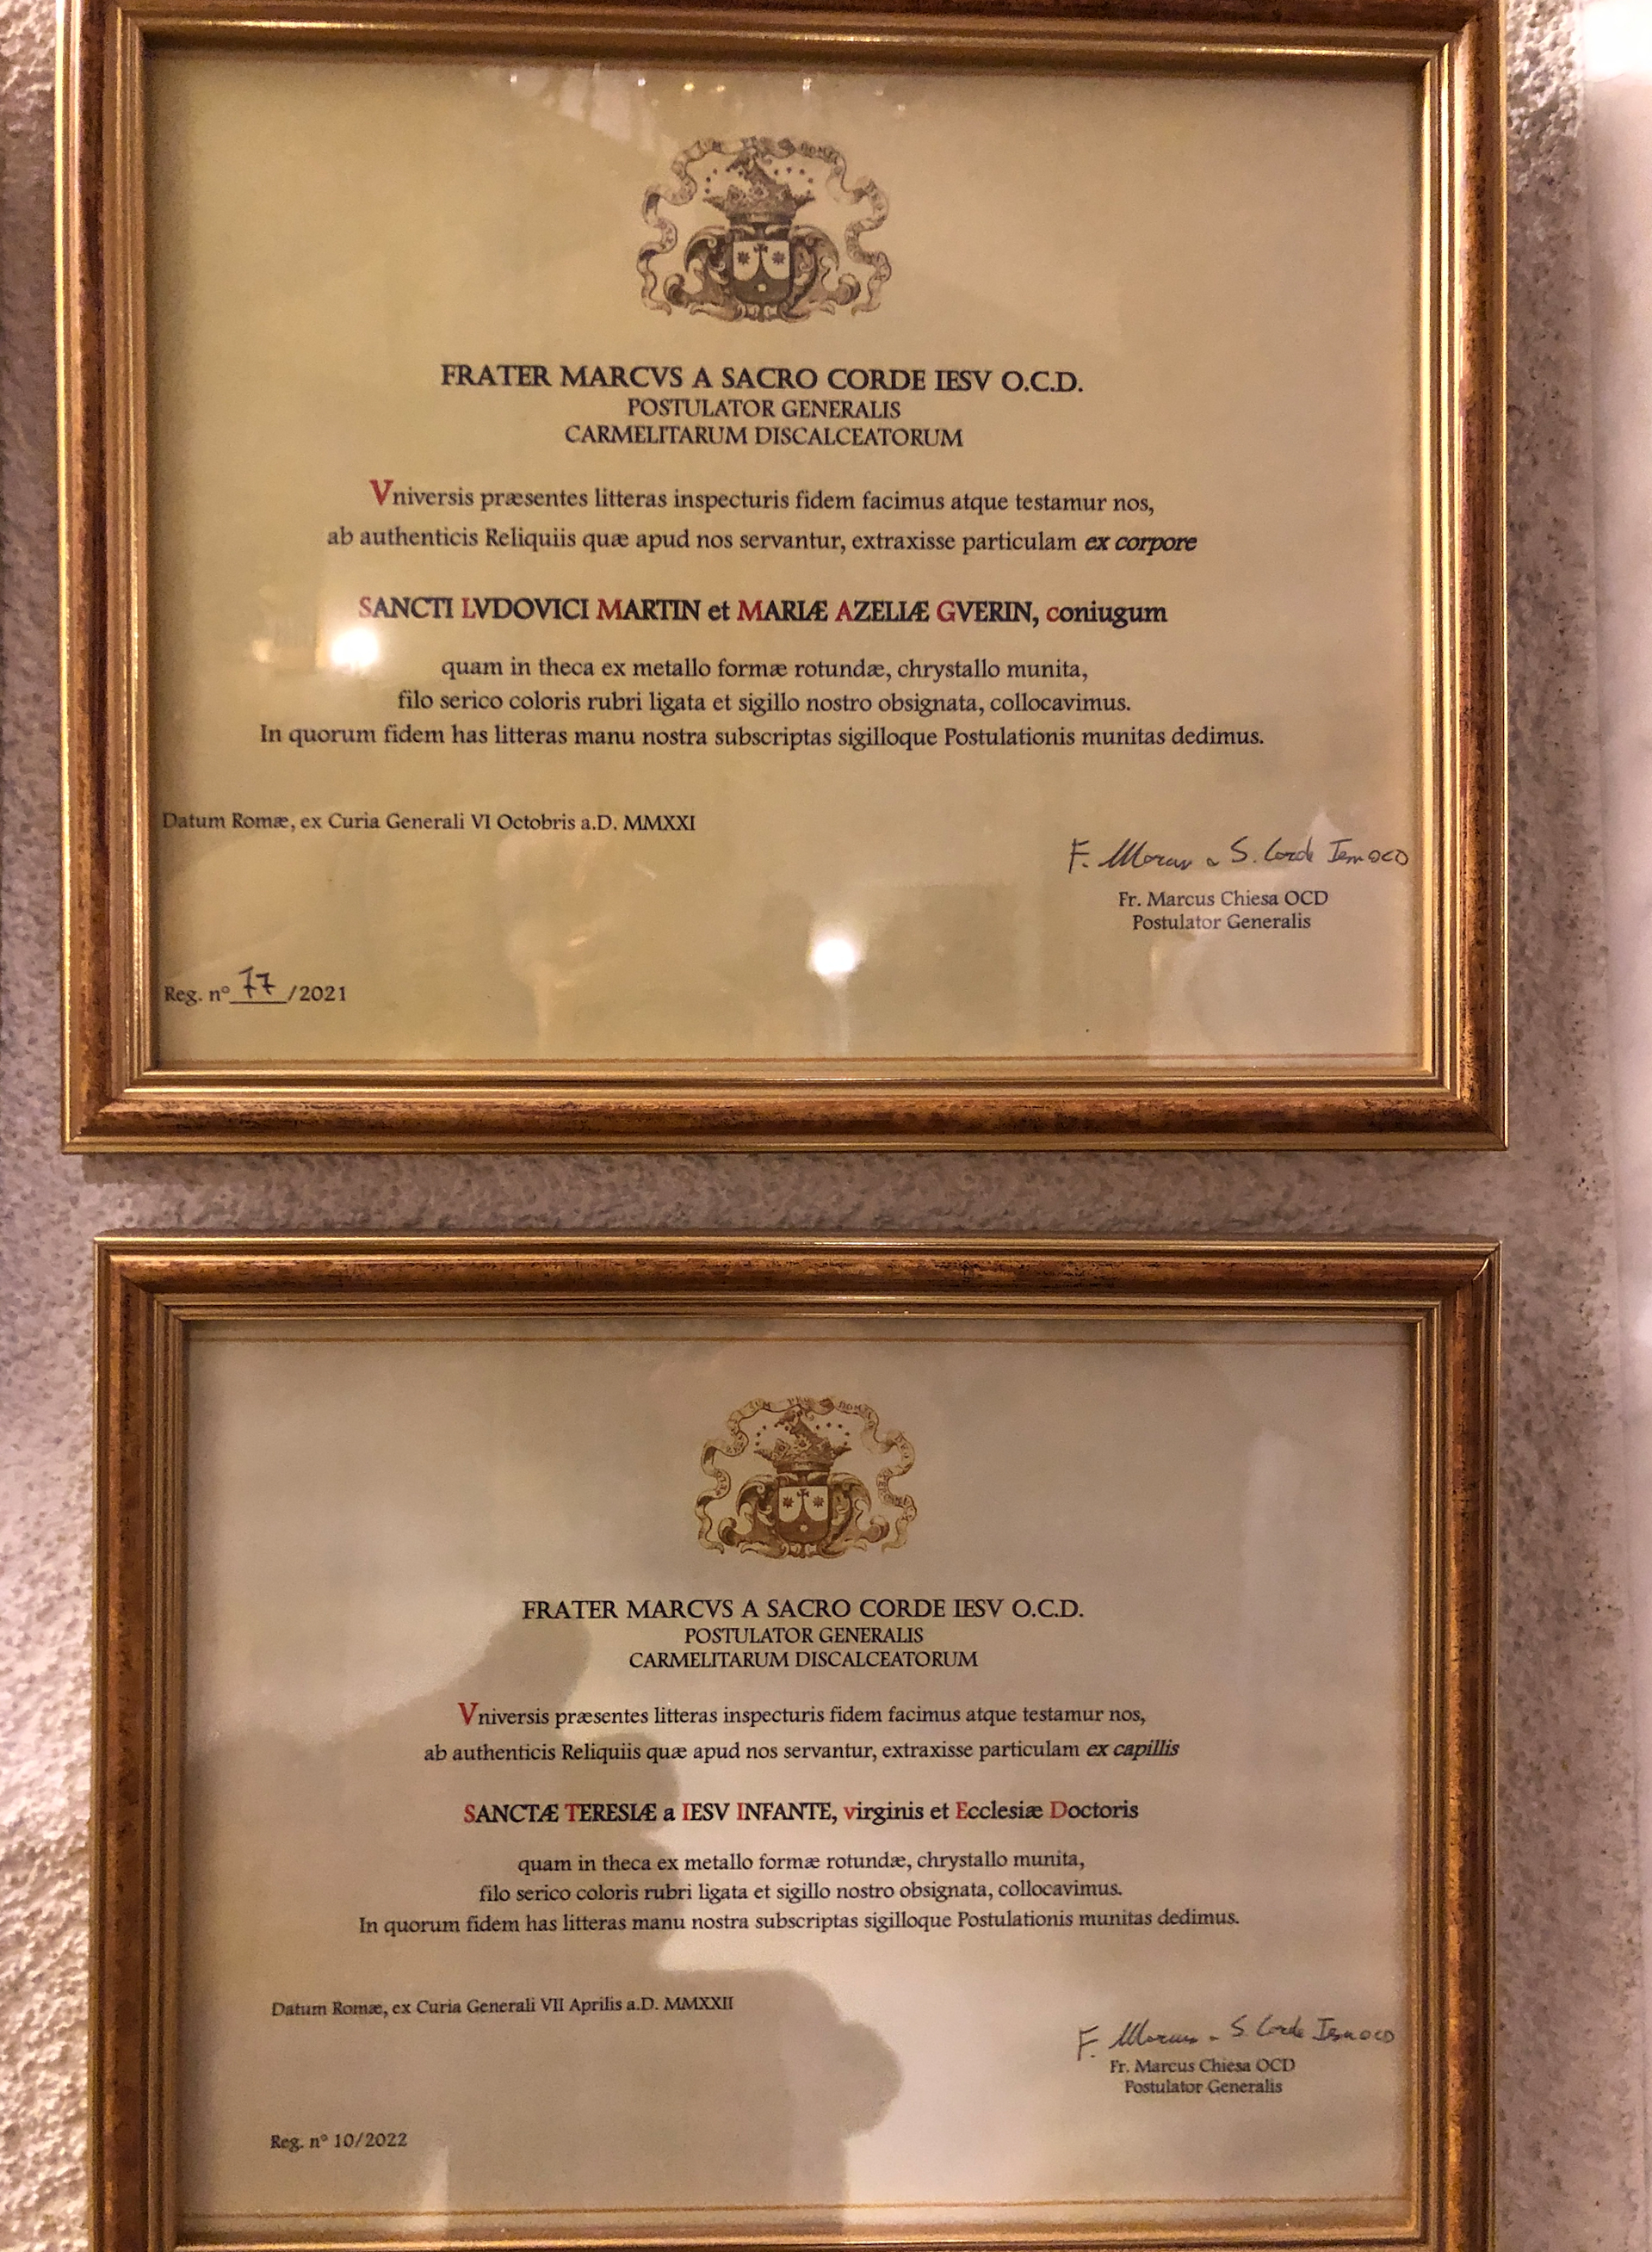 FRATER MARCVS A SACRO CORDE IESV O.C.D.
POSTULATOR GENERALIS
CARMELITARUM DISCALCEATORUM
Vniversis præsentes litteras inspecturis fidem facimus atque testamur nos,
ab authenticis Reliquiis quæ apud nos servantur, extraxisse particulam ex corpore
SANCTI LVDOVICI MARTIN et MARIÆ AZELIÆ GVERIN, coniugum
quam in theca ex metallo formæ rotundæ, chrystallo munita,
filo serico coloris rubri ligata et sigillo nostro obsignata, collocavimus.
In quorum fidem has litteras manu nostra subscriptas sigilloque Postulationis munitas dedimus.
Datum Romæ, ex Curia Generali VI Octobris a.D. MMXXI
F. Marcus a S. Corde Iesu OCD
Fr. Marcus Chiesa OCD
Postulator Generalis
Reg. n° 77/2021
FRATER MARCVS A SACRO CORDE IESV O.C.D.
POSTULATOR GENERALIS
CARMELITARUM DISCALCEATORUM
Vniversis præsentes litteras inspecturis fidem facimus atque testamur nos,
ab authenticis Reliquiis quæ apud nos servantur, extraxisse particulam ex capillis
SANCTÆ TERESIÆ a IESV INFANTE, virginis et Ecclesiæ Doctoris
quam in theca ex metallo formæ rotundæ, chrystallo munita,
filo serico coloris rubri ligata et sigillo nostro obsignata, collocavimus.
In quorum fidem has litteras manu nostra subscriptas sigilloque Postulationis munitas dedimus.
Datum Romæ, ex Curia Generali VII Aprilis a.D. MMXXII
F. Marcus a S. Corde Iesu OCD
Fr. Marcus Chiesa OCD
Postulator Generalis
Reg. n° 10/2022